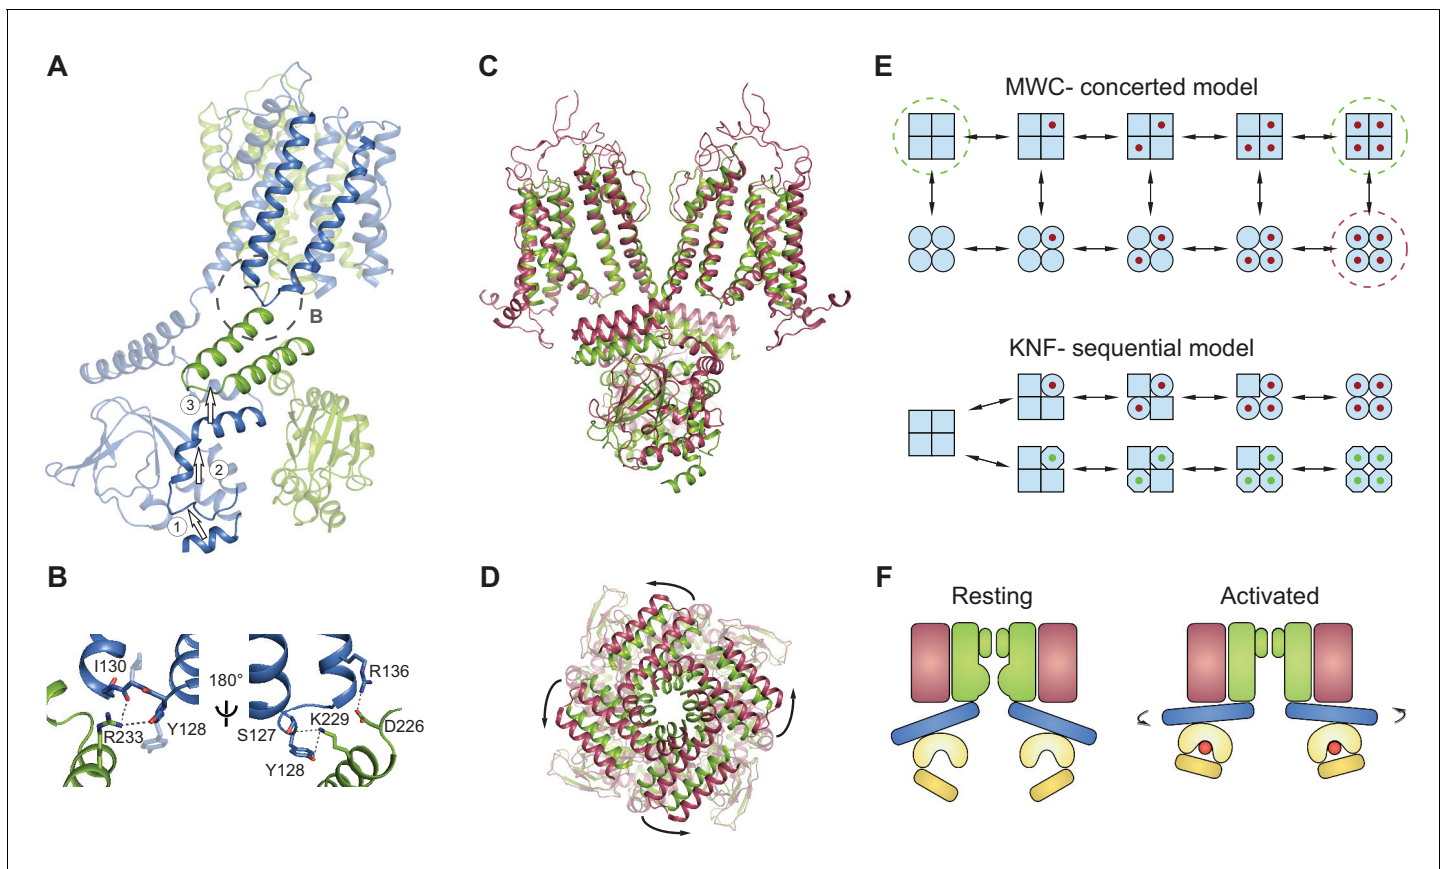 A
B
3
2
1
B
I130
R233
Y128
180°
R136
K229
S127
D226
Y128
C
D
E
MWC- concerted model
KNF- sequential model
F
Resting
Activated